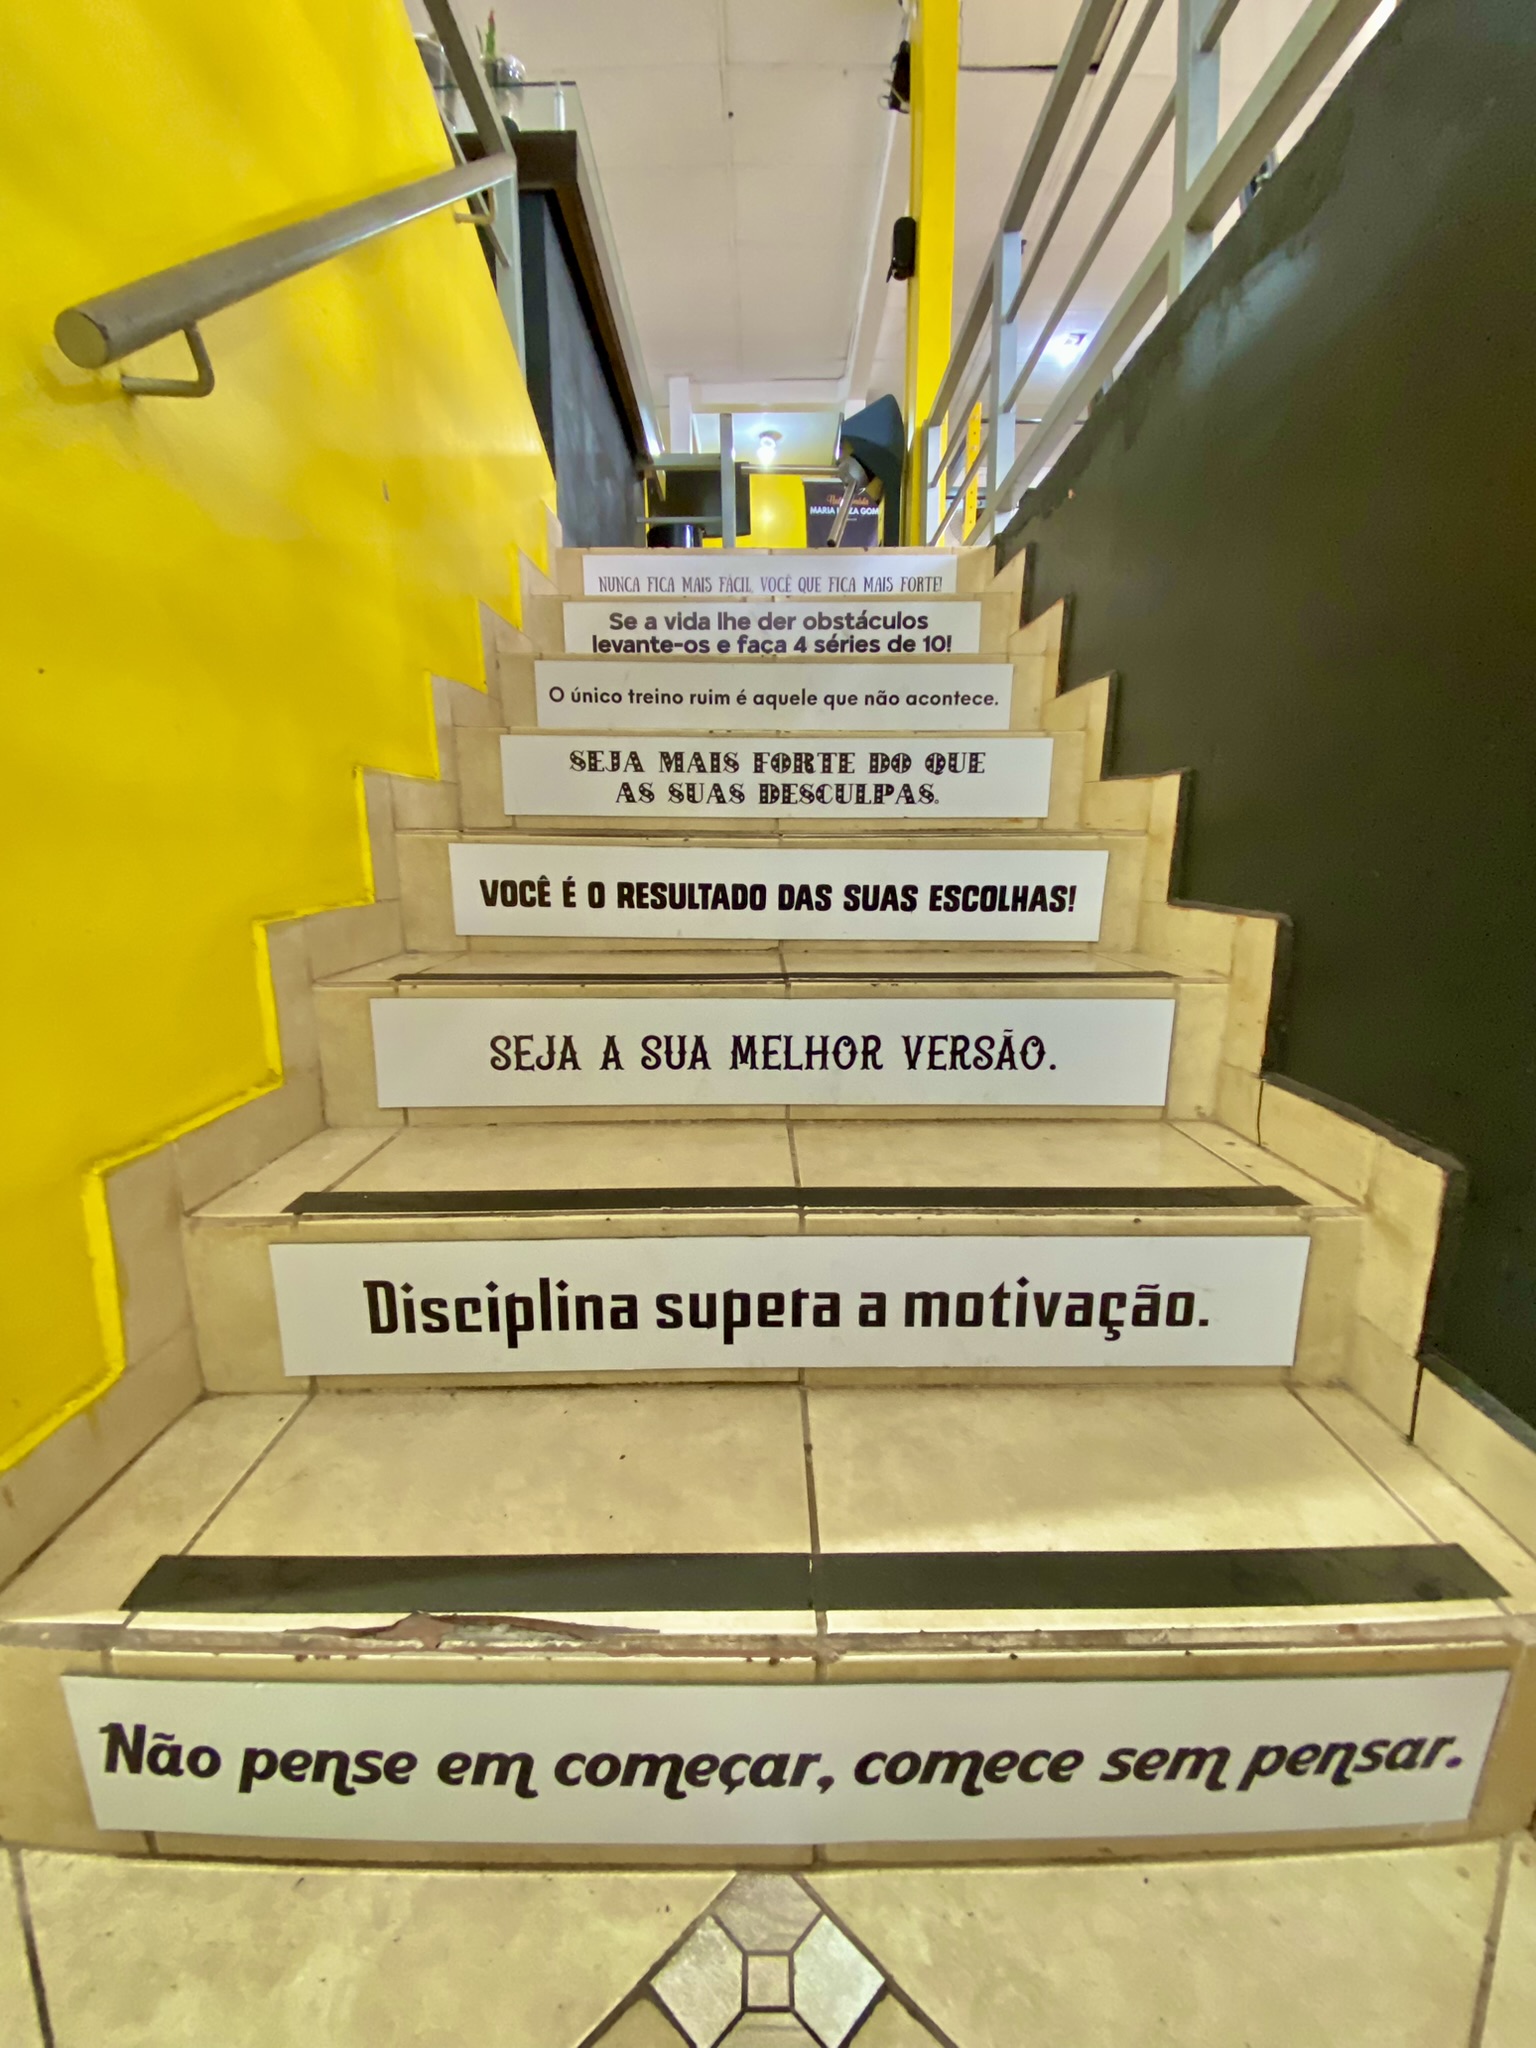 MARIA
NUNCA FICA MAIS FÁCIL, VOCÊ QUE FICA MAIS FORTE!
Se a vida lhe der obstáculos
levante-os e faça 4 séries de 10!
O único treino ruim é aquele que não acontece.
SEJA MAIS FORTE DO QUE
AS SUAS DESCULPAS.
VOCÊ É O RESULTADO DAS SUAS ESCOLHAS!
SEJA A SUA MELHOR VERSÃO.
Disciplina supera a motivação.
Não pense em começar, comece sem pensar.